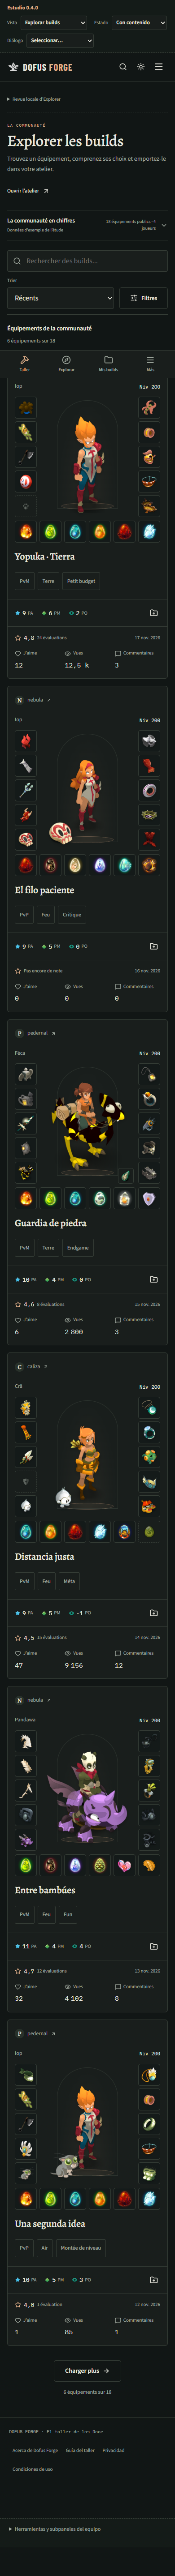 Estudio 0.4.0
Vista Explorar builds Estado Con contenido
Diálogo Seleccionar...
DOFUS FORGE
Revue locale d'Explorer
LA COMMUNAUTÉ
Explorer les builds
Trouvez un équipement, comprenez ses choix et emportez-le dans votre atelier.
Ouvrir l'atelier
La communauté en chiffres
Données d'exemple de l'étude
18 équipements publics · 4 joueurs
Rechercher des builds...
Trier
Récents
Filtres
Équipements de la communauté
6 équipements sur 18
Taller Explorar Mis builds Más
Iop Niv 200
Yopuka · Tierra
PvM Terre Petit budget
9 PA 6 PM 2 PO
4,8 24 évaluations 17 nov. 2026
J'aime Vues Commentaires
12 12,5 k 3
N nebula
Iop Niv 200
El filo paciente
PvP Feu Critique
9 PA 5 PM 0 PO
Pas encore de note 16 nov. 2026
J'aime Vues Commentaires
0 0 0
P pedernal
Féca Niv 200
Guardia de piedra
PvM Terre Endgame
10 PA 4 PM 0 PO
4,6 8 évaluations 15 nov. 2026
J'aime Vues Commentaires
6 2 800 3
C caliza
Crâ Niv 200
Distancia justa
PvM Feu Méta
9 PA 5 PM -1 PO
4,5 15 évaluations 14 nov. 2026
J'aime Vues Commentaires
47 9 156 12
N nebula
Pandawa Niv 200
Entre bambúes
PvM Feu Fun
11 PA 4 PM 4 PO
4,7 12 évaluations 13 nov. 2026
J'aime Vues Commentaires
32 4 102 8
P pedernal
Iop Niv 200
Una segunda idea
PvP Air Montée de niveau
10 PA 5 PM 3 PO
4,0 1 évaluation 12 nov. 2026
J'aime Vues Commentaires
1 85 1
Charger plus
6 équipements sur 18
DOFUS FORGE · El taller de los Doce
Acerca de Dofus Forge Guía del taller Privacidad
Condiciones de uso
Herramientas y subpaneles del equipo